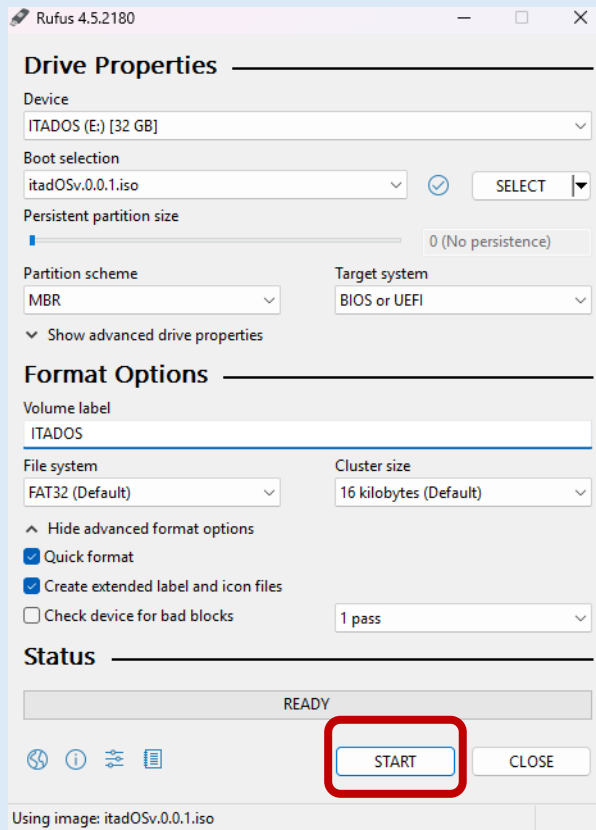 Rufus 4.5.2180
Drive Properties
Device
ITADOS (E:) [32 GB]
Boot selection
itadOSv.0.0.1.iso
SELECT
Persistent partition size
0 (No persistence)
Partition scheme
Target system
MBR
BIOS or UEFI
Show advanced drive properties
Format Options
Volume label
ITADOS
File system
Cluster size
FAT32 (Default)
16 kilobytes (Default)
Hide advanced format options
Quick format
Create extended label and icon files
Check device for bad blocks
1 pass
Status
READY
START
CLOSE
Using image: itadOSv.0.0.1.iso